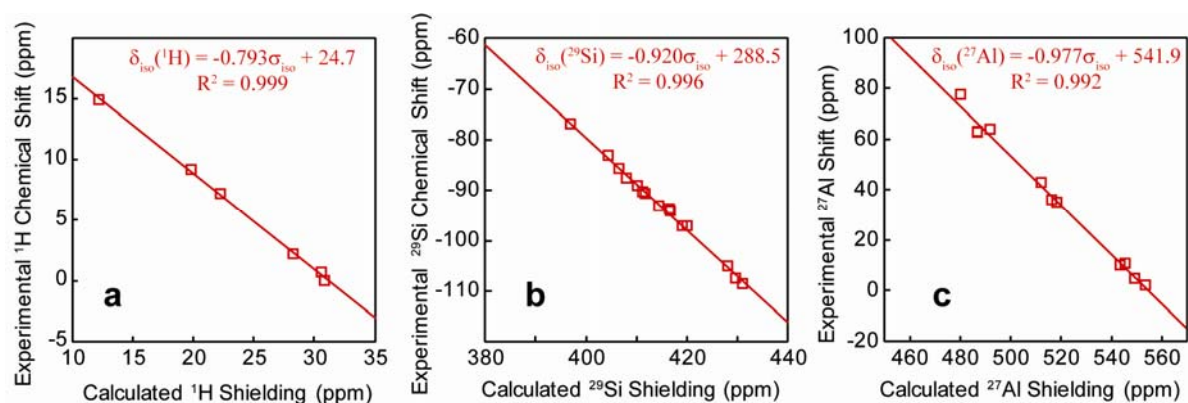 δiso(¹H) = -0.793σiso + 24.7
R² = 0.999
Experimental ¹H Chemical Shift (ppm)
15
10
5
0
-5
10 15 20 25 30 35
Calculated ¹H Shielding (ppm)
a
δiso(²⁹Si) = -0.920σiso + 288.5
R² = 0.996
Experimental ²⁹Si Chemical Shift (ppm)
-60
-70
-80
-90
-100
-110
380 400 420 440
Calculated ²⁹Si Shielding (ppm)
b
δiso(²⁷Al) = -0.977σiso + 541.9
R² = 0.992
Experimental ²⁷Al Shift (ppm)
100
80
60
40
20
0
-20
460 480 500 520 540 560
Calculated ²⁷Al Shielding (ppm)
c